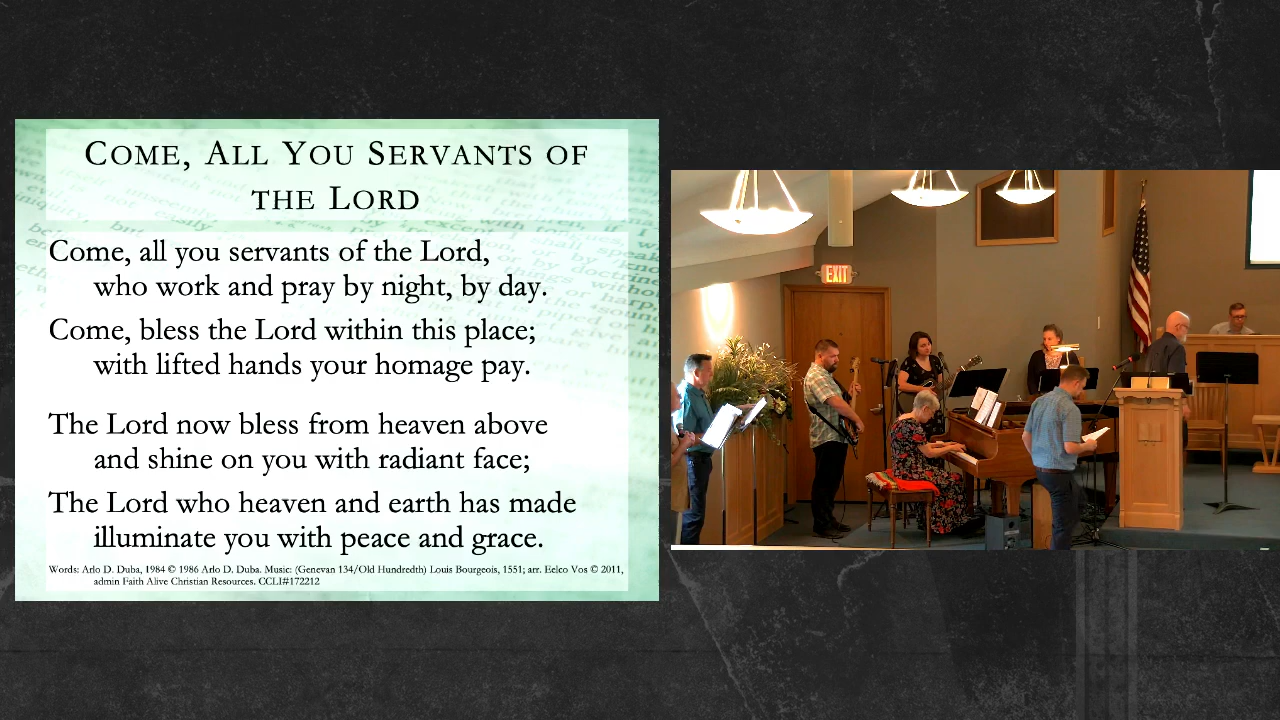 COME, ALL YOU SERVANTS OF
THE LORD
Come, all you servants of the Lord,
who work and pray by night, by day.
Come, bless the Lord within this place;
with lifted hands your homage pay.
The Lord now bless from heaven above
and shine on you with radiant face;
The Lord who heaven and earth has made
illuminate you with peace and grace.
Words: Arlo D. Duba, 1984 © 1986 Arlo D. Duba. Music: (Genevan 134/Old Hundredth) Louis Bourgeois, 1551; arr. Eelco Vos © 2011,
admin Faith Alive Christian Resources. CCLI#172212
EXIT